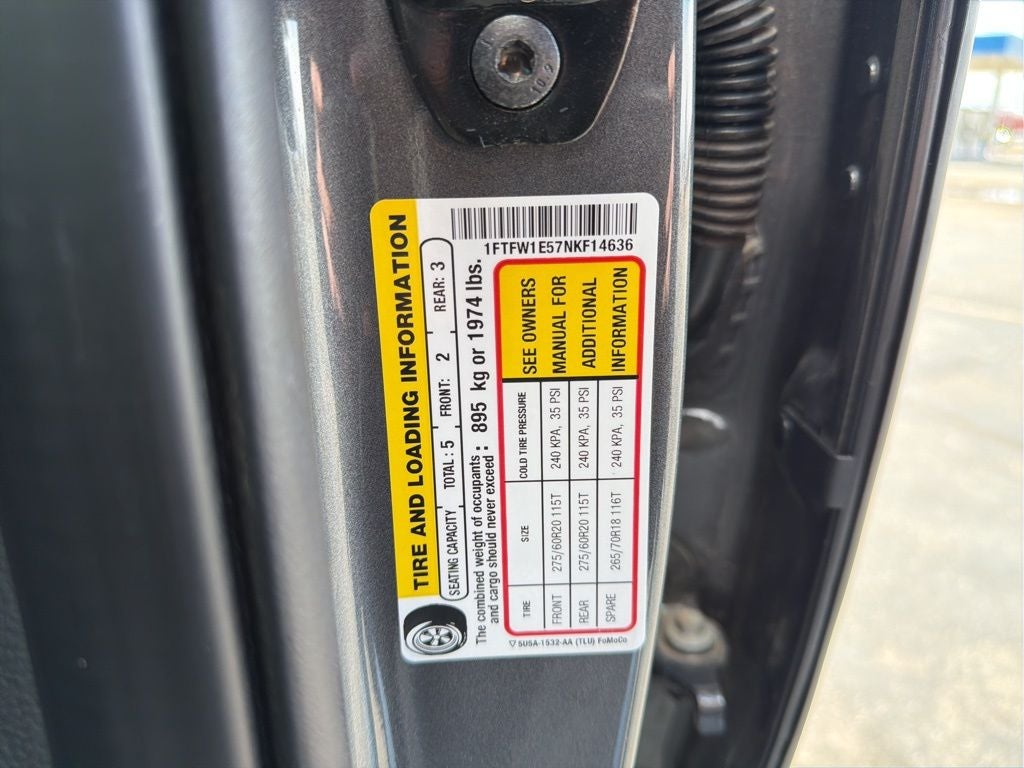 TIRE AND LOADING INFORMATION
SEATING CAPACITY TOTAL: 5 FRONT: 2 REAR: 3
The combined weight of occupants and cargo should never exceed : 895 kg or 1974 lbs.
1FTFW1E57NKF14636
TIRE SIZE COLD TIRE PRESSURE
FRONT 275/60R20 115T 240 KPA, 35 PSI
REAR 275/60R20 115T 240 KPA, 35 PSI
SPARE 265/70R18 116T 240 KPA, 35 PSI
SEE OWNERS
MANUAL FOR
ADDITIONAL
INFORMATION
5U5A-1532-AA (TLU) FoMoCo
10.9